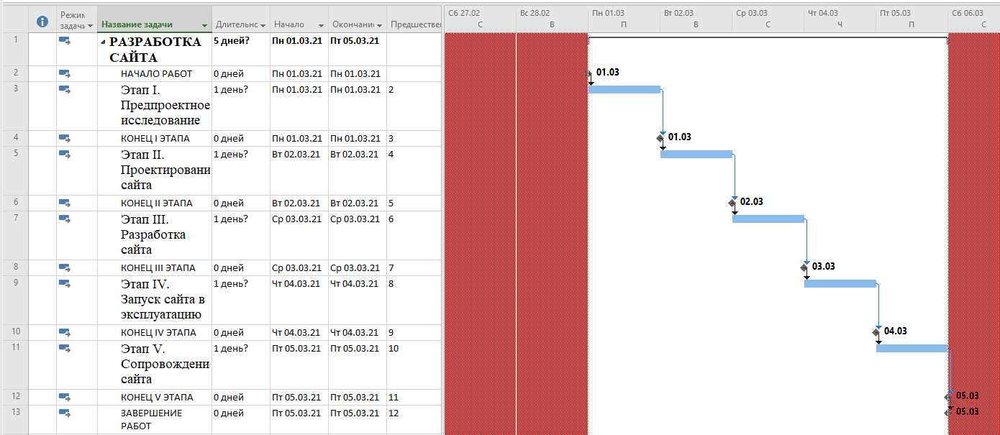 Режим задачи Название задачи Длительнс Начало Окончани Предшестве
Сб 27.02 Вс 28.02 Пн 01.03 Вт 02.03 Ср 03.03 Чт 04.03 Пт 05.03 Сб 06.03
С В П В С Ч П С
1 РАЗРАБОТКА 5 дней? Пн 01.03.21 Пт 05.03.21
САЙТА
2 НАЧАЛО РАБОТ 0 дней Пн 01.03.21 Пн 01.03.21 01.03
3 Этап I. 1 день? Пн 01.03.21 Пн 01.03.21 2
Предпроектное
исследование
4 КОНЕЦ I ЭТАПА 0 дней Пн 01.03.21 Пн 01.03.21 3 01.03
5 Этап II. 1 день? Вт 02.03.21 Вт 02.03.21 4
Проектировани
сайта
6 КОНЕЦ II ЭТАПА 0 дней Вт 02.03.21 Вт 02.03.21 5 02.03
7 Этап III. 1 день? Ср 03.03.21 Ср 03.03.21 6
Разработка
сайта
8 КОНЕЦ III ЭТАПА 0 дней Ср 03.03.21 Ср 03.03.21 7 03.03
9 Этап IV. 1 день? Чт 04.03.21 Чт 04.03.21 8
Запуск сайта в
эксплуатацию
10 КОНЕЦ IV ЭТАПА 0 дней Чт 04.03.21 Чт 04.03.21 9 04.03
11 Этап V. 1 день? Пт 05.03.21 Пт 05.03.21 10
Сопровождени
сайта
12 КОНЕЦ V ЭТАПА 0 дней Пт 05.03.21 Пт 05.03.21 11 05.03
13 ЗАВЕРШЕНИЕ 0 дней Пт 05.03.21 Пт 05.03.21 12 05.03
РАБОТ